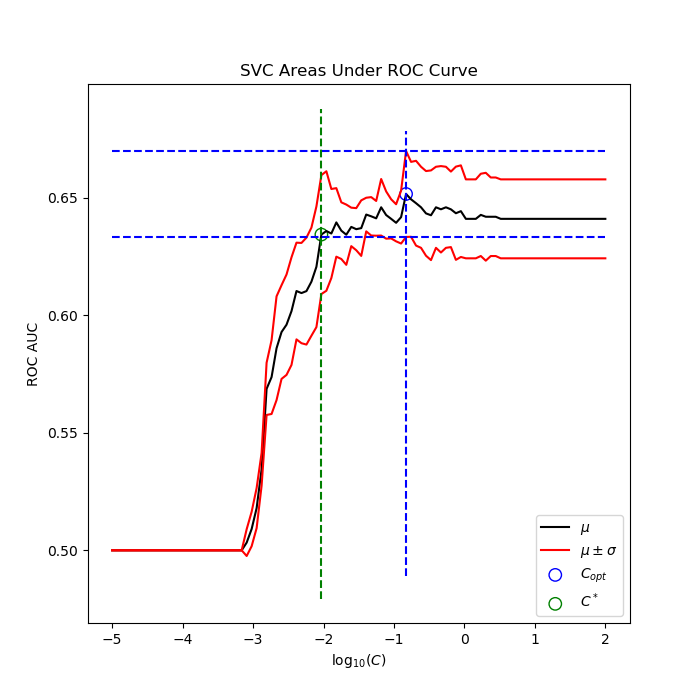 SVC Areas Under ROC Curve
ROC AUC
0.65
0.60
0.55
0.50
−5 −4 −3 −2 −1 0 1 2
log₁₀(C)
μ
μ ± σ
C_opt
C*